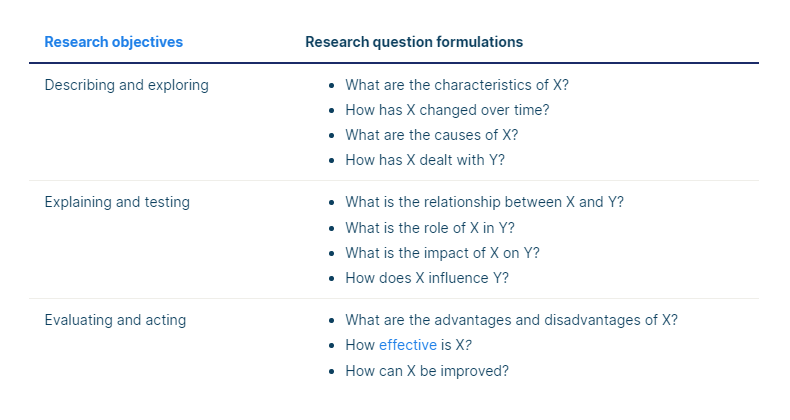 Research objectives Research question formulations
Describing and exploring
• What are the characteristics of X?
• How has X changed over time?
• What are the causes of X?
• How has X dealt with Y?
Explaining and testing
• What is the relationship between X and Y?
• What is the role of X in Y?
• What is the impact of X on Y?
• How does X influence Y?
Evaluating and acting
• What are the advantages and disadvantages of X?
• How effective is X?
• How can X be improved?